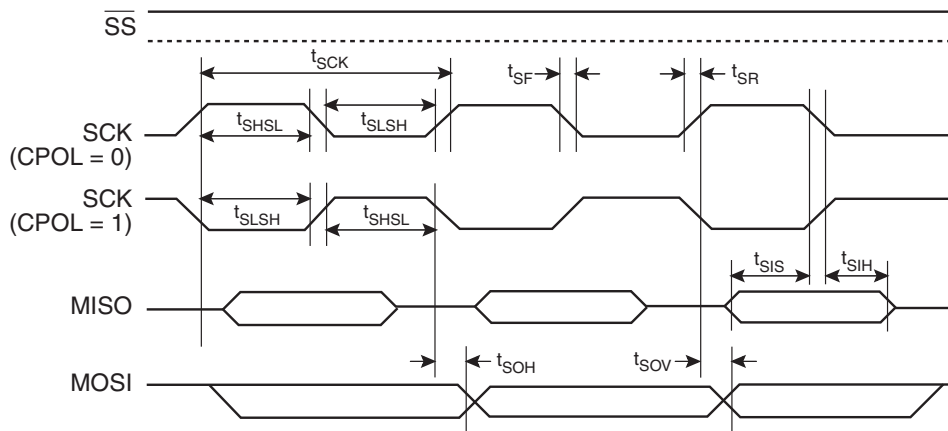 SS
tSCK
tSF
tSR
tSHSL
tSLSH
SCK
(CPOL = 0)
SCK
(CPOL = 1)
tSLSH
tSHSL
tSIS
tSIH
MISO
tSOH
tSOV
MOSI